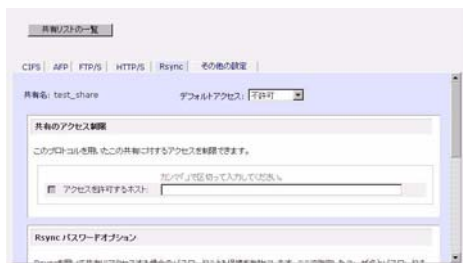 共有リストの一覧
CIFS | AFP | FTP/S | HTTP/S | Rsync | その他の設定 |
共有名: test_share デフォルトアクセス: 不許可
共有のアクセス制限
このプロトコルを用いたこの共有に対するアクセスを制限できます。
カンマ「,」で区切って入力してください。
アクセスを許可するホスト:
Rsync パスワードオプション